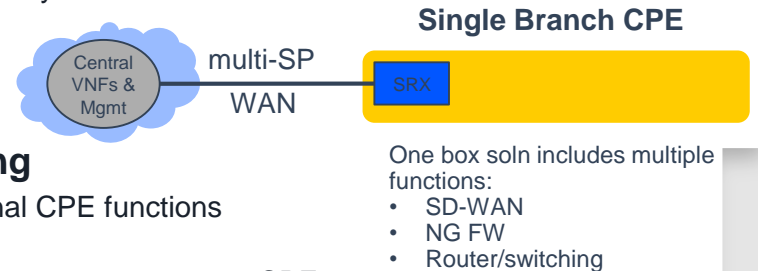 Single Branch CPE
Central
VNFs &
Mgmt
multi-SP
WAN
SRX
One box soln includes multiple
functions:
• SD-WAN
• NG FW
• Router/switching
nal CPE functions